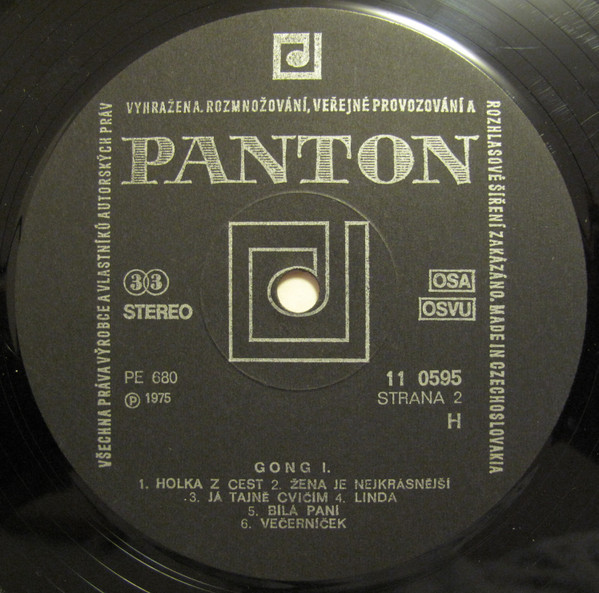 VŠECHNA PRÁVA VÝROBCE A VLASTNÍKŮ AUTORSKÝCH PRÁV
VYHRAŽENA. ROZMNOŽOVÁNÍ, VEŘEJNÉ PROVOZOVÁNÍ A
ROZHLASOVÉ ŠÍŘENÍ ZAKÁZÁNO. MADE IN CZECHOSLOVAKIA
PANTON
33
STEREO
OSA
OSVU
PE 680
℗ 1975
11 0595
STRANA 2
H
GONG I.
1. HOLKA Z CEST 2. ŽENA JE NEJKRÁSNĚJŠÍ
3. JÁ TAJNĚ CVIČÍM 4. LINDA
5. BÍLÁ PANÍ
6. VEČERNÍČEK